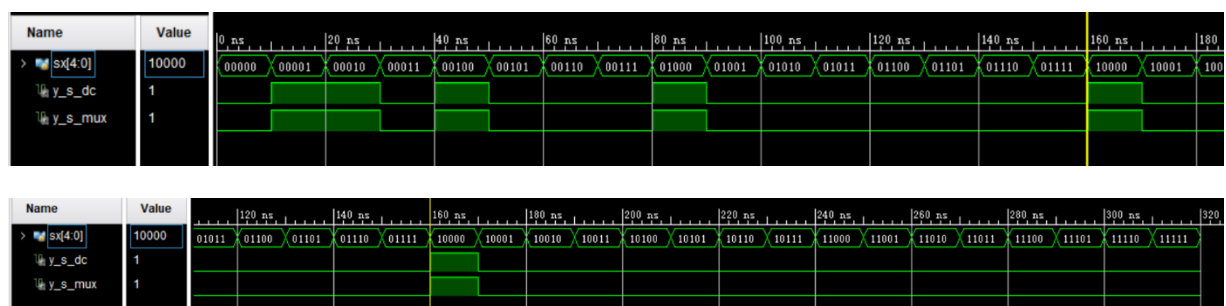 Name Value 0 ns 20 ns 40 ns 60 ns 80 ns 100 ns 120 ns 140 ns 160 ns 180
sx[4:0] 10000 00000 00001 00010 00011 00100 00101 00110 00111 01000 01001 01010 01011 01100 01101 01110 01111 10000 10001 100
y_s_dc 1
y_s_mux 1
Name Value 120 ns 140 ns 160 ns 180 ns 200 ns 220 ns 240 ns 260 ns 280 ns 300 ns 320
sx[4:0] 10000 01011 01100 01101 01110 01111 10000 10001 10010 10011 10100 10101 10110 10111 11000 11001 11010 11011 11100 11101 11110 11111
y_s_dc 1
y_s_mux 1